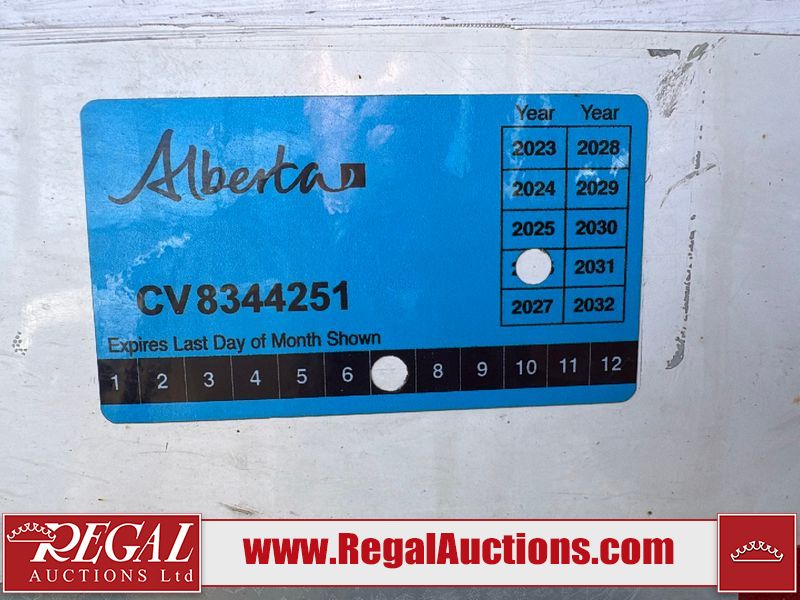 Alberta
Year Year
2023 2028
2024 2029
2025 2030
2031
2027 2032
CV8344251
Expires Last Day of Month Shown
1 2 3 4 5 6 8 9 10 11 12
REGAL
AUCTIONS Ltd
www.RegalAuctions.com